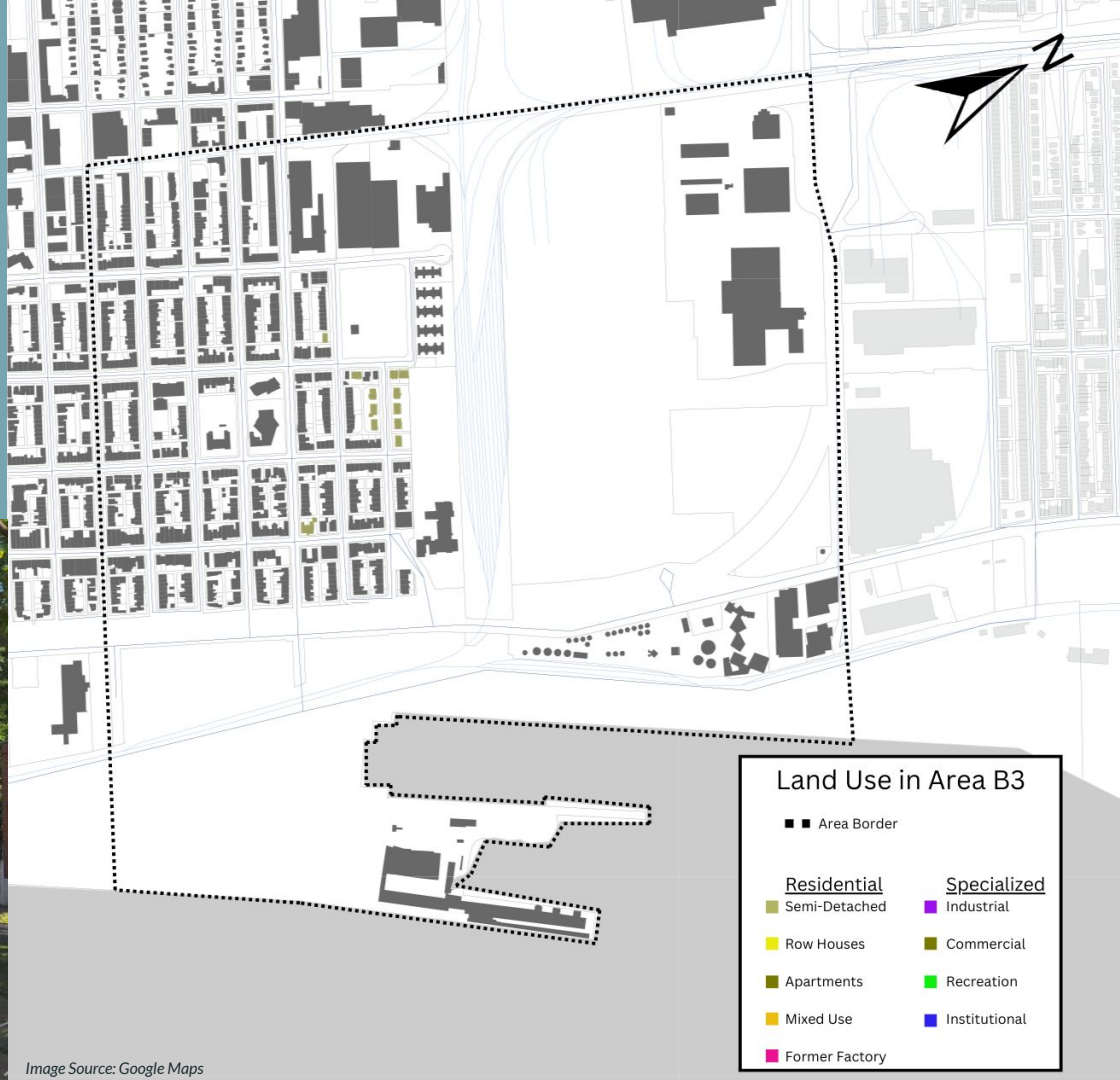 N
Land Use in Area B3
Area Border
Residential
Semi-Detached
Row Houses
Apartments
Mixed Use
Former Factory
Specialized
Industrial
Commercial
Recreation
Institutional
Image Source: Google Maps